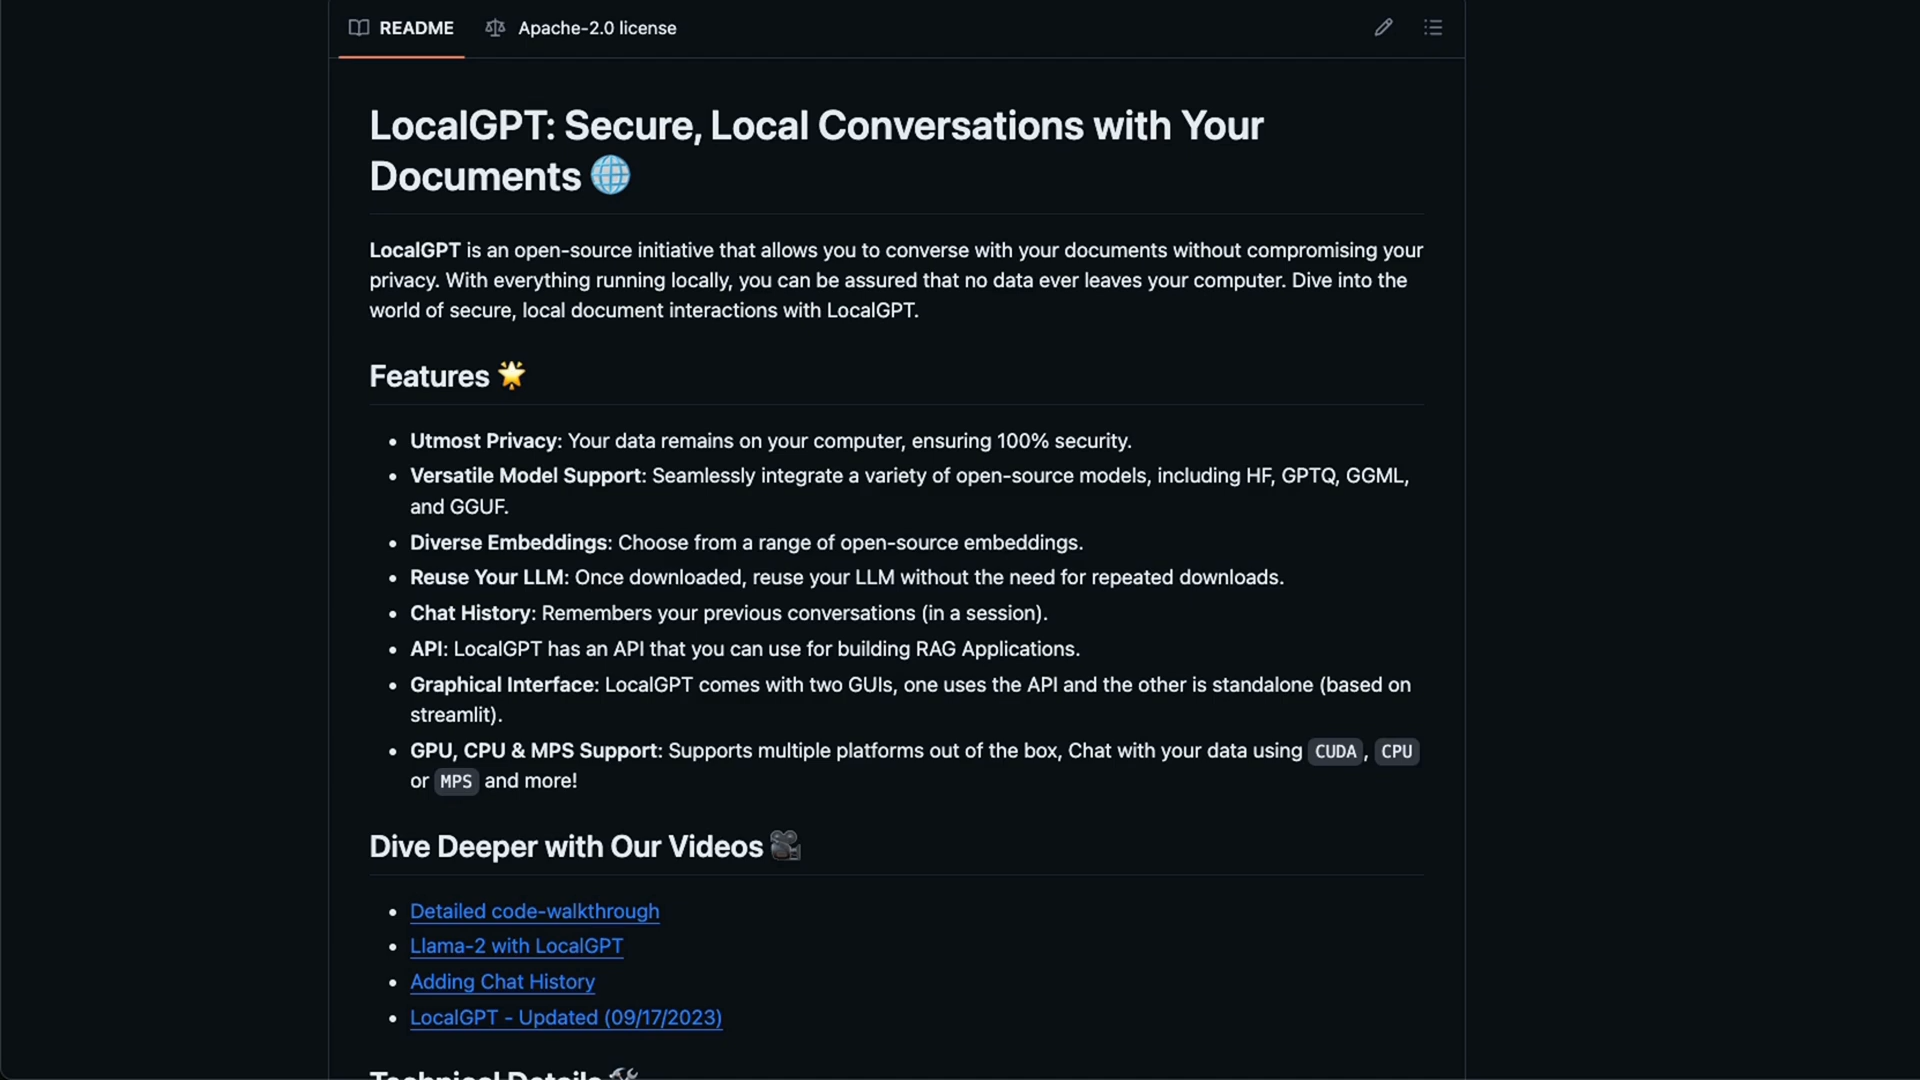 README
Apache-2.0 license
LocalGPT: Secure, Local Conversations with Your
Documents 🌐
LocalGPT is an open-source initiative that allows you to converse with your documents without compromising your
privacy. With everything running locally, you can be assured that no data ever leaves your computer. Dive into the
world of secure, local document interactions with LocalGPT.
Features 🌟
• Utmost Privacy: Your data remains on your computer, ensuring 100% security.
• Versatile Model Support: Seamlessly integrate a variety of open-source models, including HF, GPTQ, GGML,
and GGUF.
• Diverse Embeddings: Choose from a range of open-source embeddings.
• Reuse Your LLM: Once downloaded, reuse your LLM without the need for repeated downloads.
• Chat History: Remembers your previous conversations (in a session).
• API: LocalGPT has an API that you can use for building RAG Applications.
• Graphical Interface: LocalGPT comes with two GUIs, one uses the API and the other is standalone (based on
streamlit).
• GPU, CPU & MPS Support: Supports multiple platforms out of the box, Chat with your data using CUDA, CPU
or MPS and more!
Dive Deeper with Our Videos 🎥
• Detailed code-walkthrough
• Llama-2 with LocalGPT
• Adding Chat History
• LocalGPT - Updated (09/17/2023)
Technical Details 🛠️